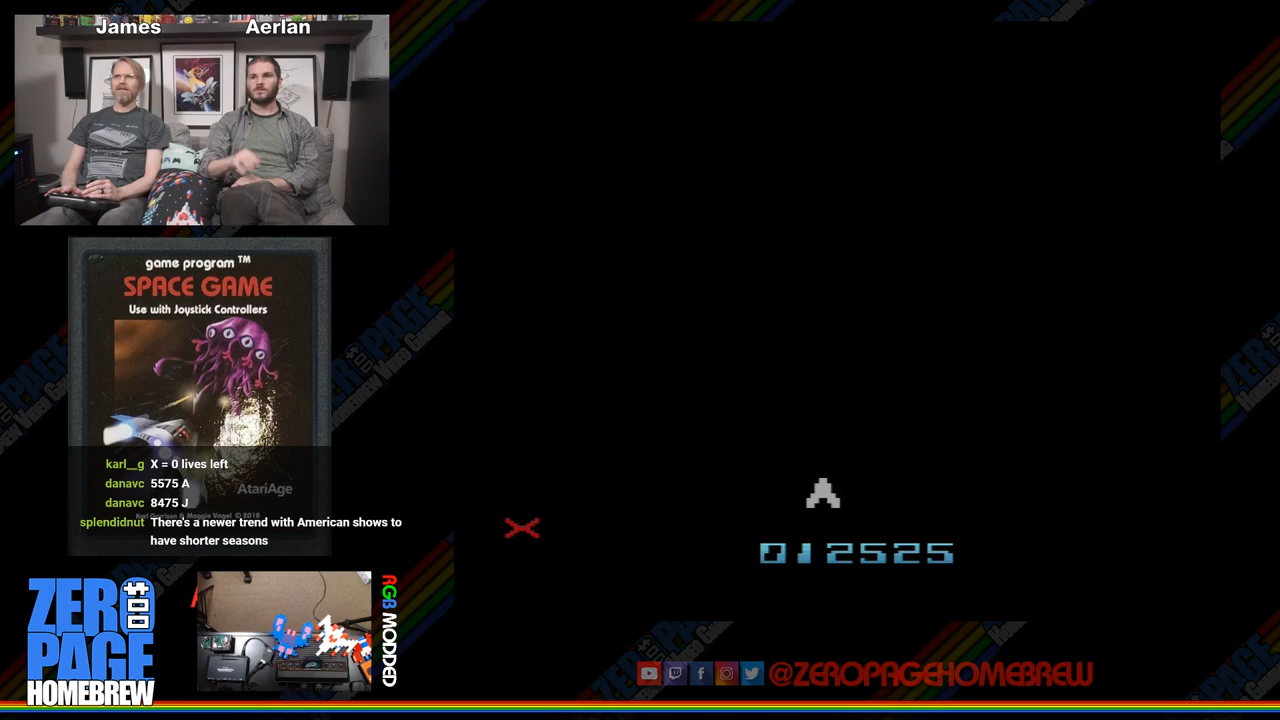 James Aerlan
game program™
SPACE GAME
Use with Joystick Controllers
AtariAge
karl__g X = 0 lives left
danavc 5575 A
danavc 8475 J
splendidnut There's a newer trend with American shows to
have shorter seasons
012525
ZERO
PAGE
HOMEBREW
RGB MODDED
@ZEROPAGEHOMEBREW